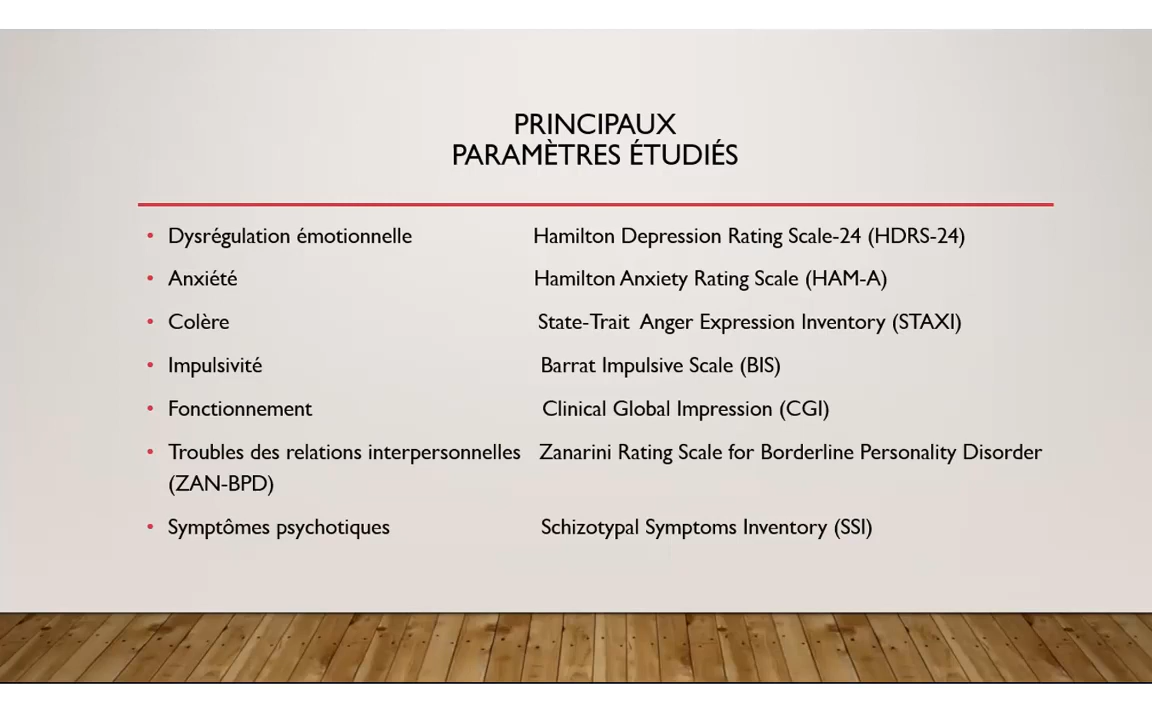 PRINCIPAUX
PARAMÈTRES ÉTUDIÉS
• Dysrégulation émotionnelle Hamilton Depression Rating Scale-24 (HDRS-24)
• Anxiété Hamilton Anxiety Rating Scale (HAM-A)
• Colère State-Trait Anger Expression Inventory (STAXI)
• Impulsivité Barrat Impulsive Scale (BIS)
• Fonctionnement Clinical Global Impression (CGI)
• Troubles des relations interpersonnelles Zanarini Rating Scale for Borderline Personality Disorder
(ZAN-BPD)
• Symptômes psychotiques Schizotypal Symptoms Inventory (SSI)